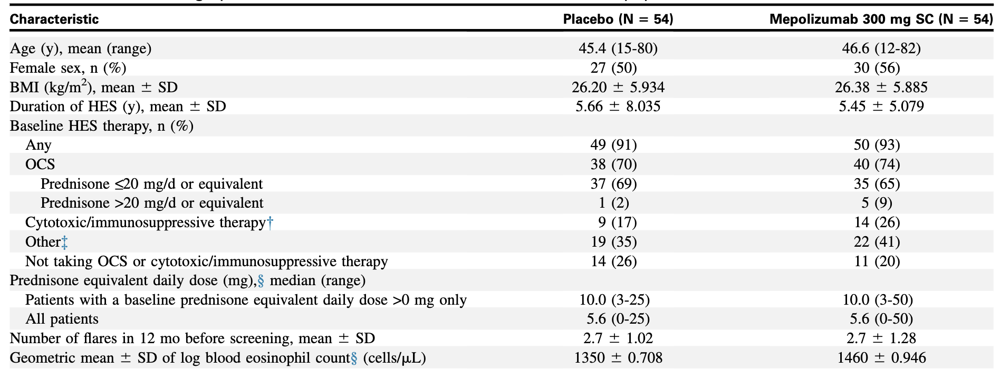 Characteristic Placebo (N = 54) Mepolizumab 300 mg SC (N = 54)
Age (y), mean (range) 45.4 (15-80) 46.6 (12-82)
Female sex, n (%) 27 (50) 30 (56)
BMI (kg/m²), mean ± SD 26.20 ± 5.934 26.38 ± 5.885
Duration of HES (y), mean ± SD 5.66 ± 8.035 5.45 ± 5.079
Baseline HES therapy, n (%)
Any 49 (91) 50 (93)
OCS 38 (70) 40 (74)
Prednisone ≤20 mg/d or equivalent 37 (69) 35 (65)
Prednisone >20 mg/d or equivalent 1 (2) 5 (9)
Cytotoxic/immunosuppressive therapy† 9 (17) 14 (26)
Other‡ 19 (35) 22 (41)
Not taking OCS or cytotoxic/immunosuppressive therapy 14 (26) 11 (20)
Prednisone equivalent daily dose (mg),§ median (range)
Patients with a baseline prednisone equivalent daily dose >0 mg only 10.0 (3-25) 10.0 (3-50)
All patients 5.6 (0-25) 5.6 (0-50)
Number of flares in 12 mo before screening, mean ± SD 2.7 ± 1.02 2.7 ± 1.28
Geometric mean ± SD of log blood eosinophil count§ (cells/μL) 1350 ± 0.708 1460 ± 0.946